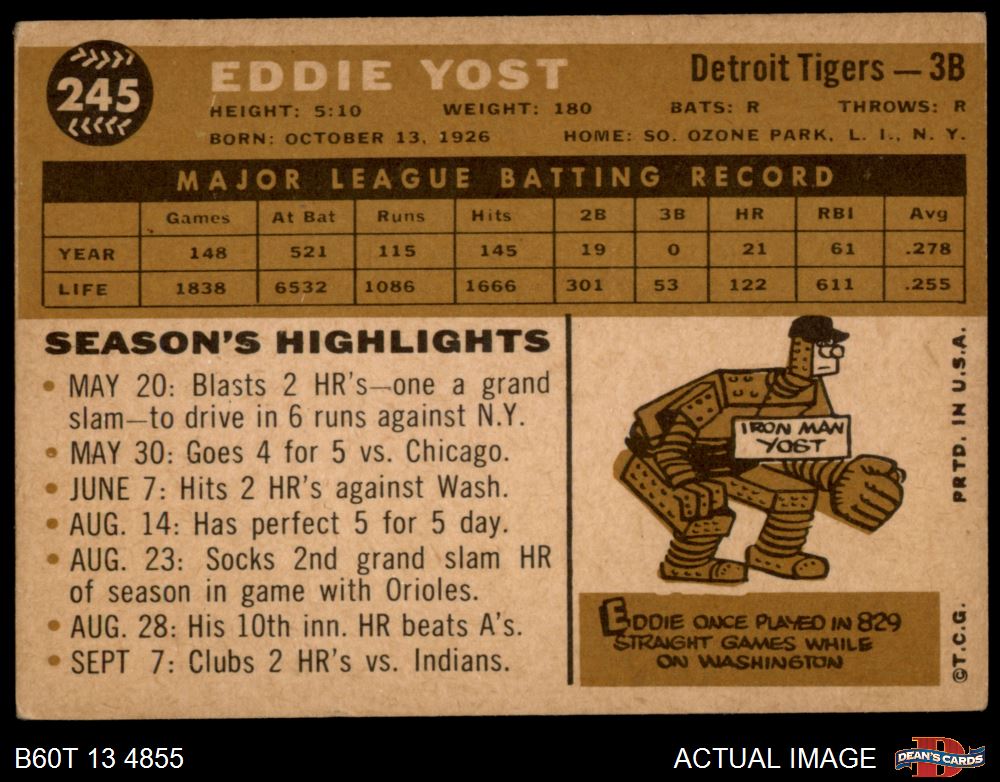 245
EDDIE YOST
Detroit Tigers — 3B
HEIGHT: 5:10 WEIGHT: 180 BATS: R THROWS: R
BORN: OCTOBER 13, 1926 HOME: SO. OZONE PARK, L. I., N. Y.
MAJOR LEAGUE BATTING RECORD
Games At Bat Runs Hits 2B 3B HR RBI Avg
YEAR 148 521 115 145 19 0 21 61 .278
LIFE 1838 6532 1086 1666 301 53 122 611 .255
SEASON'S HIGHLIGHTS
• MAY 20: Blasts 2 HR's—one a grand
slam—to drive in 6 runs against N.Y.
• MAY 30: Goes 4 for 5 vs. Chicago.
• JUNE 7: Hits 2 HR's against Wash.
• AUG. 14: Has perfect 5 for 5 day.
• AUG. 23: Socks 2nd grand slam HR
of season in game with Orioles.
• AUG. 28: His 10th inn. HR beats A's.
• SEPT 7: Clubs 2 HR's vs. Indians.
IRON MAN
YOST
EDDIE ONCE PLAYED IN 829
STRAIGHT GAMES WHILE
ON WASHINGTON
©T.C.G. PRTD. IN U.S.A.
B60T 13 4855
ACTUAL IMAGE
D
DEAN'S CARDS